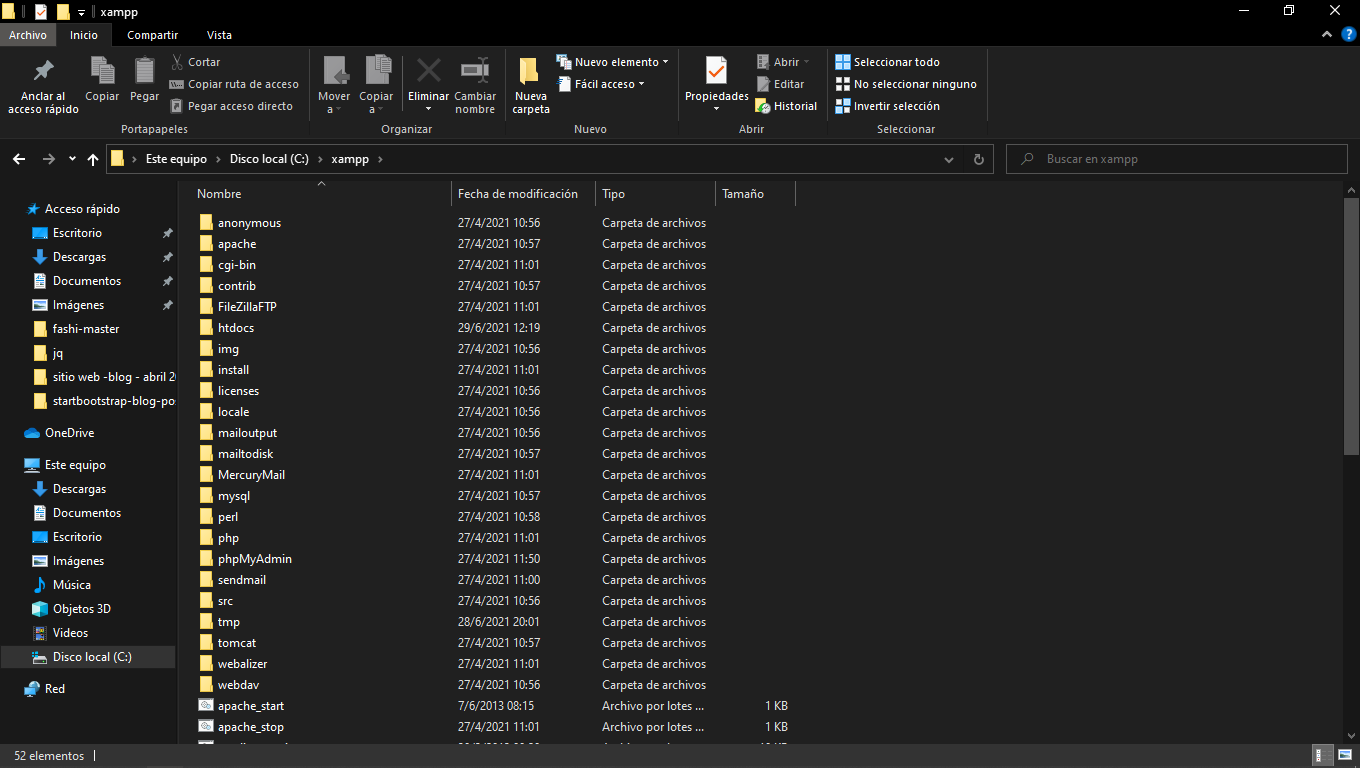 xampp
Archivo Inicio Compartir Vista
Anclar al acceso rápido
Copiar
Pegar
Cortar
Copiar ruta de acceso
Pegar acceso directo
Portapapeles
Mover a
Copiar a
Eliminar
Cambiar nombre
Organizar
Nueva carpeta
Nuevo elemento
Fácil acceso
Nuevo
Propiedades
Abrir
Editar
Historial
Abrir
Seleccionar todo
No seleccionar ninguno
Invertir selección
Seleccionar
Este equipo > Disco local (C:) > xampp >
Buscar en xampp
Acceso rápido
Escritorio
Descargas
Documentos
Imágenes
fashi-master
jq
sitio web -blog - abril 2
startbootstrap-blog-po
OneDrive
Este equipo
Descargas
Documentos
Escritorio
Imágenes
Música
Objetos 3D
Videos
Disco local (C:)
Red
Nombre Fecha de modificación Tipo Tamaño
anonymous 27/4/2021 10:56 Carpeta de archivos
apache 27/4/2021 10:57 Carpeta de archivos
cgi-bin 27/4/2021 11:01 Carpeta de archivos
contrib 27/4/2021 10:57 Carpeta de archivos
FileZillaFTP 27/4/2021 11:01 Carpeta de archivos
htdocs 29/6/2021 12:19 Carpeta de archivos
img 27/4/2021 10:56 Carpeta de archivos
install 27/4/2021 11:01 Carpeta de archivos
licenses 27/4/2021 10:56 Carpeta de archivos
locale 27/4/2021 10:56 Carpeta de archivos
mailoutput 27/4/2021 10:56 Carpeta de archivos
mailtodisk 27/4/2021 10:57 Carpeta de archivos
MercuryMail 27/4/2021 11:01 Carpeta de archivos
mysql 27/4/2021 10:57 Carpeta de archivos
perl 27/4/2021 10:58 Carpeta de archivos
php 27/4/2021 11:01 Carpeta de archivos
phpMyAdmin 27/4/2021 11:50 Carpeta de archivos
sendmail 27/4/2021 11:00 Carpeta de archivos
src 27/4/2021 10:56 Carpeta de archivos
tmp 28/6/2021 20:01 Carpeta de archivos
tomcat 27/4/2021 10:57 Carpeta de archivos
webalizer 27/4/2021 11:01 Carpeta de archivos
webdav 27/4/2021 10:56 Carpeta de archivos
apache_start 7/6/2013 08:15 Archivo por lotes ... 1 KB
apache_stop 27/4/2021 11:01 Archivo por lotes ... 1 KB
52 elementos